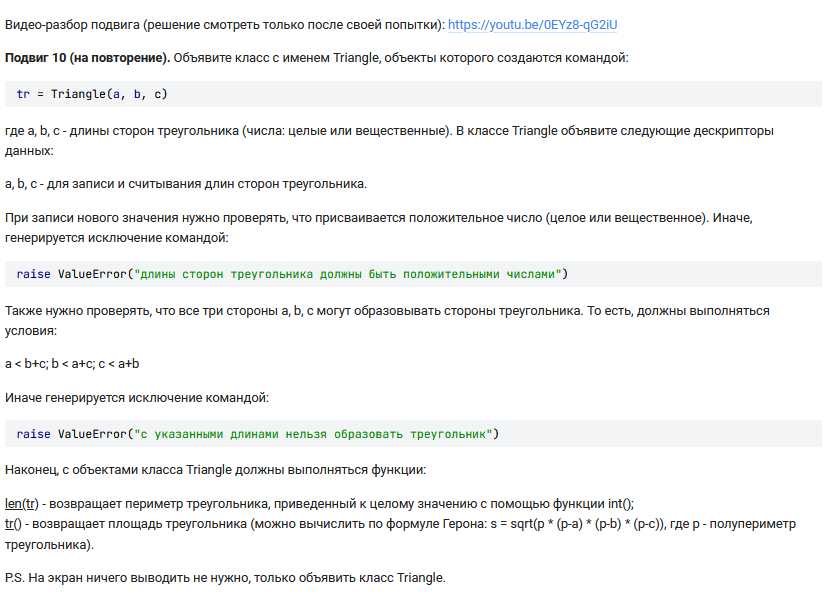 Видео-разбор подвига (решение смотреть только после своей попытки): https://youtu.be/0EYz8-qG2iU
Подвиг 10 (на повторение). Объявите класс с именем Triangle, объекты которого создаются командой:
tr = Triangle(a, b, c)
где a, b, c - длины сторон треугольника (числа: целые или вещественные). В классе Triangle объявите следующие дескрипторы
данных:
a, b, c - для записи и считывания длин сторон треугольника.
При записи нового значения нужно проверять, что присваивается положительное число (целое или вещественное). Иначе,
генерируется исключение командой:
raise ValueError("длины сторон треугольника должны быть положительными числами")
Также нужно проверять, что все три стороны a, b, c могут образовывать стороны треугольника. То есть, должны выполняться
условия:
a < b+c; b < a+c; c < a+b
Иначе генерируется исключение командой:
raise ValueError("с указанными длинами нельзя образовать треугольник")
Наконец, с объектами класса Triangle должны выполняться функции:
len(tr) - возвращает периметр треугольника, приведенный к целому значению с помощью функции int();
tr() - возвращает площадь треугольника (можно вычислить по формуле Герона: s = sqrt(p * (p-a) * (p-b) * (p-c)), где p - полупериметр
треугольника).
P.S. На экран ничего выводить не нужно, только объявить класс Triangle.